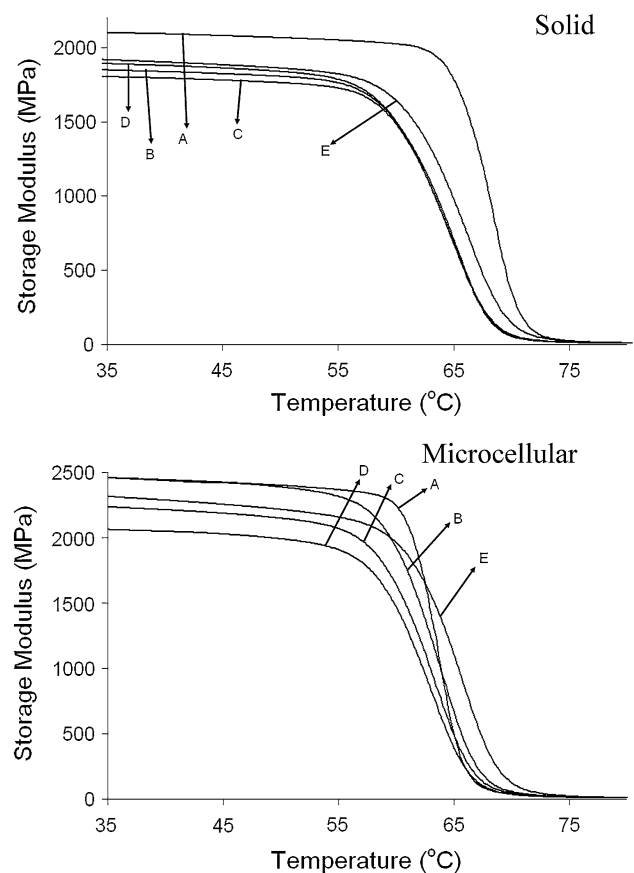 Solid
Storage Modulus (MPa)
2000
1500
1000
500
0
D
B
A
C
E
35
45
55
65
75
Temperature (°C)
Microcellular
Storage Modulus (MPa)
2500
2000
1500
1000
500
0
D
C
A
B
E
35
45
55
65
75
Temperature (°C)